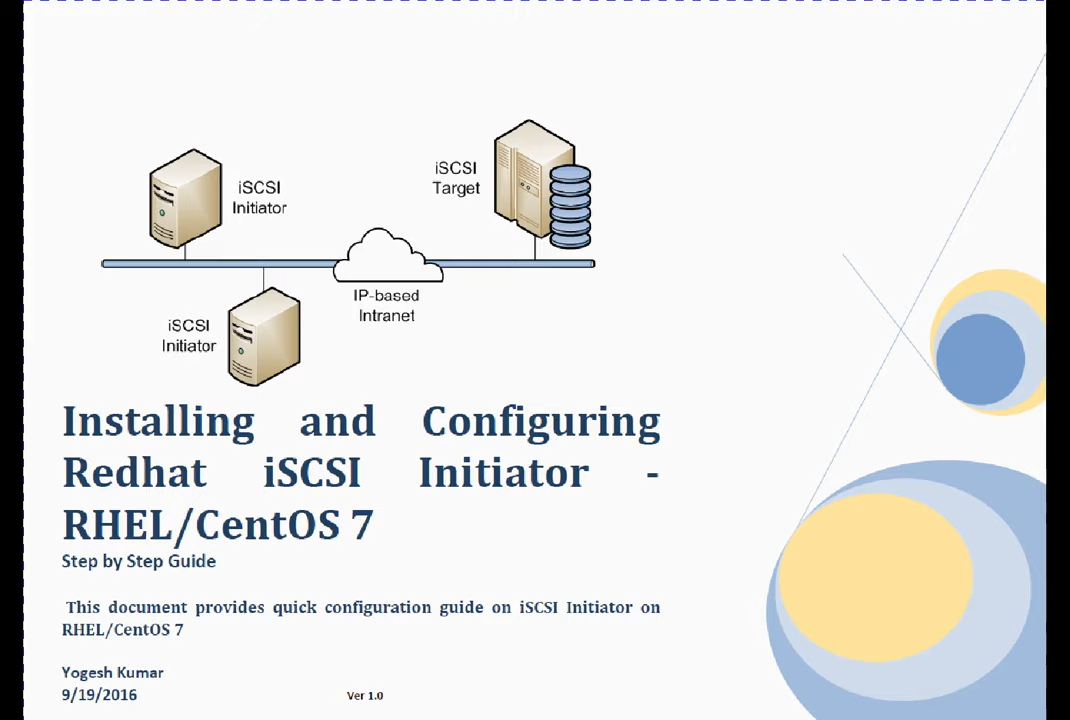 iSCSI
Target
iSCSI
Initiator
IP-based
Intranet
iSCSI
Initiator
Installing and Configuring
Redhat iSCSI Initiator -
RHEL/CentOS 7
Step by Step Guide
This document provides quick configuration guide on iSCSI Initiator on
RHEL/CentOS 7
Yogesh Kumar
9/19/2016
Ver 1.0